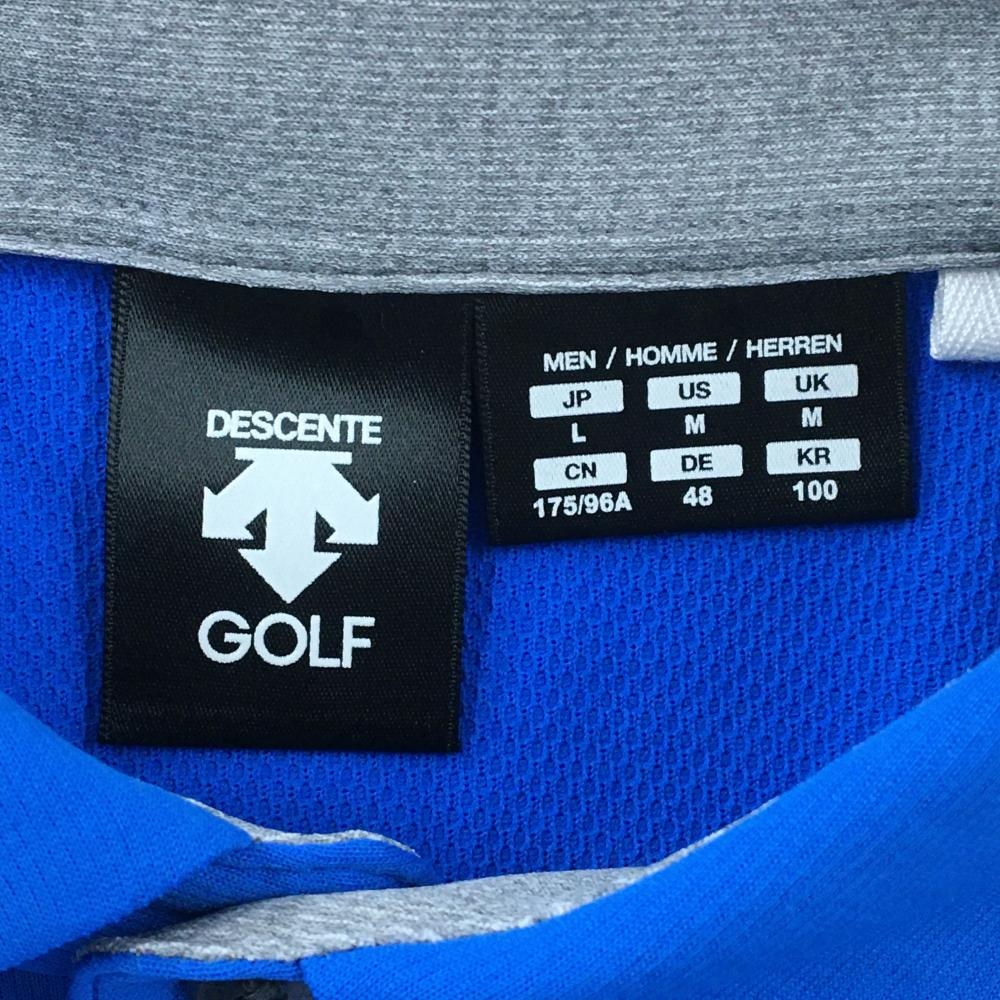 DESCENTE
GOLF
MEN / HOMME / HERREN
JP US UK
L M M
CN DE KR
175/96A 48 100